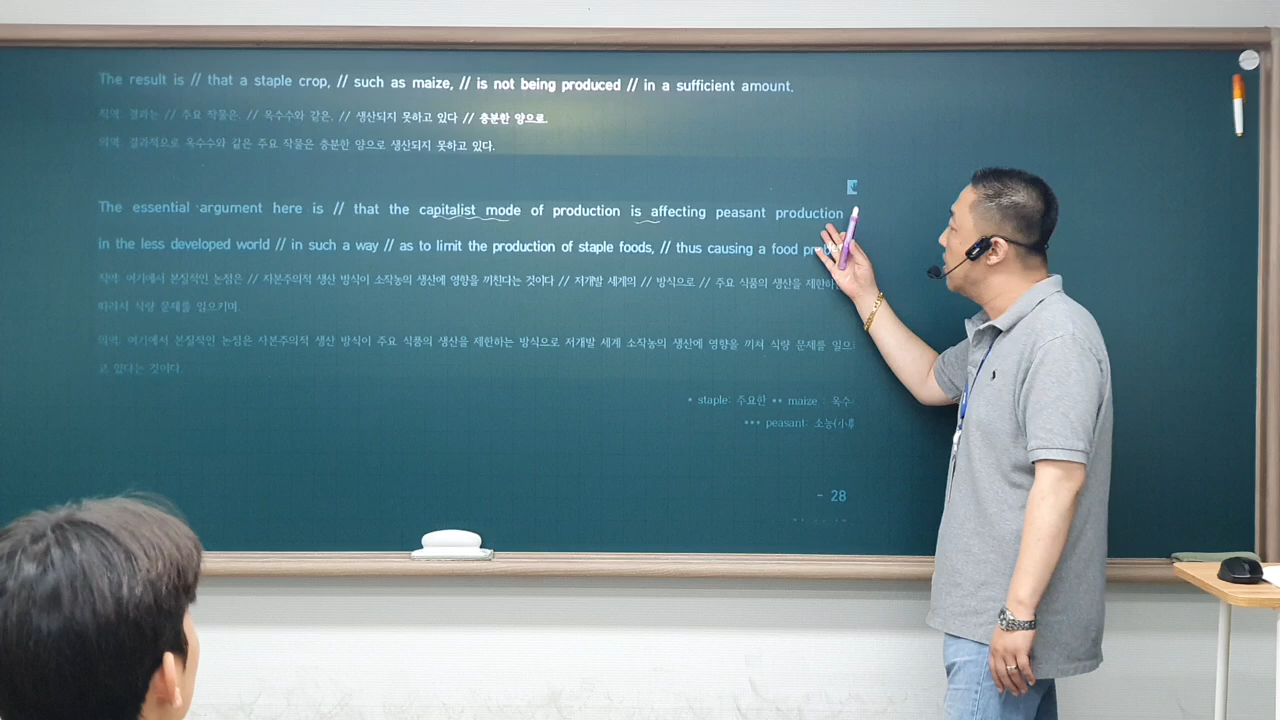 The result is // that a staple crop, // such as maize, // is not being produced // in a sufficient amount.
직역: 결과는 // 주요 작물은, // 옥수수와 같은, // 생산되지 못하고 있다 // 충분한 양으로.
의역: 결과적으로 옥수수와 같은 주요 작물은 충분한 양으로 생산되지 못하고 있다.
The essential argument here is // that the capitalist mode of production is affecting peasant production
in the less developed world // in such a way // as to limit the production of staple foods, // thus causing a food
직역: 여기에서 본질적인 논점은 // 자본주의적 생산 방식이 소작농의 생산에 영향을 끼친다는 것이다 // 저개발 세계의 // 방식으로 // 주요 식품의 생산을 제한하는
따라서 식량 문제를 일으키며.
의역: 여기에서 본질적인 논점은 자본주의적 생산 방식이 주요 식품의 생산을 제한하는 방식으로 저개발 세계 소작농의 생산에 영향을 끼쳐 식량 문제를 일으키
고 있다는 것이다
* staple: 주요한 ** maize : 옥수
*** peasant: 소농(小農
- 28